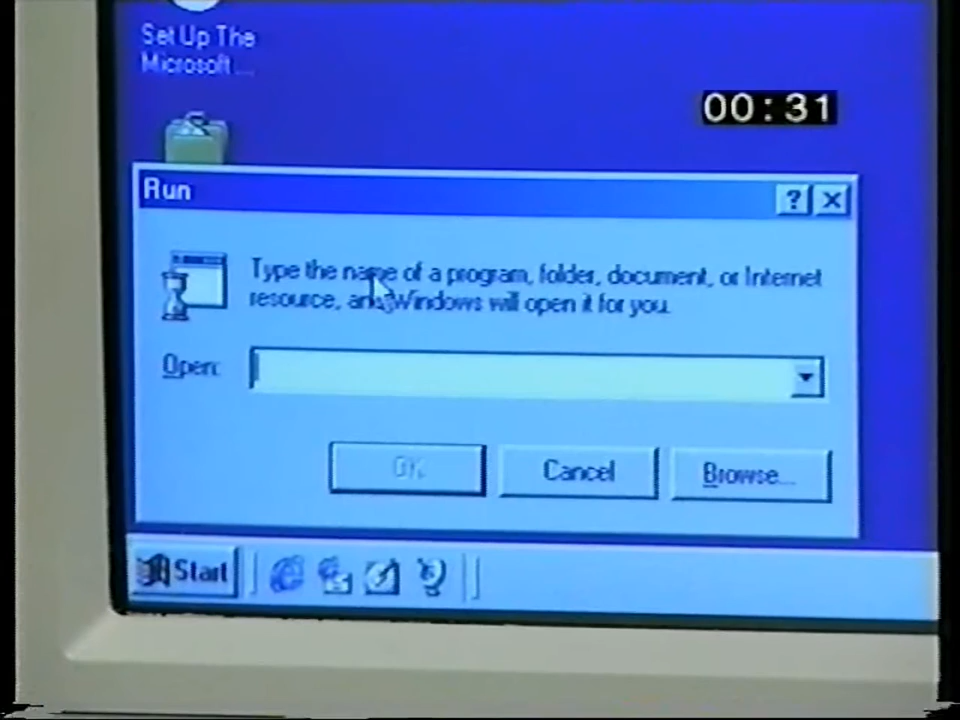 Set Up The
Microsoft ...
00:31
Run
?
Type the name of a program, folder, document, or Internet
resource, and Windows will open it for you.
Open:
OK
Cancel
Browse...
Start